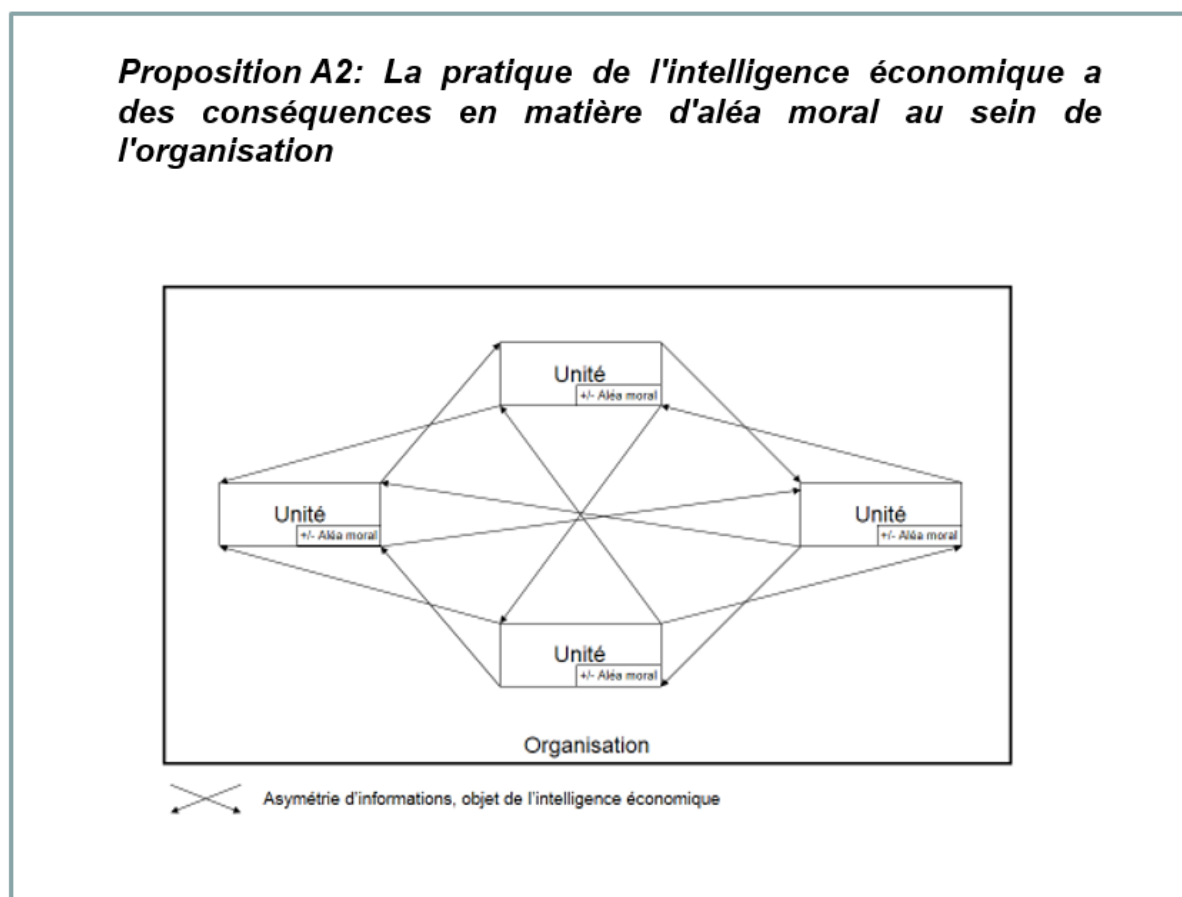 Proposition A2: La pratique de l'intelligence économique a
des conséquences en matière d'aléa moral au sein de
l'organisation
Unité
+/- Aléa moral
Unité
+/- Aléa moral
Unité
+/- Aléa moral
Unité
+/- Aléa moral
Organisation
Asymétrie d'informations, objet de l'intelligence économique